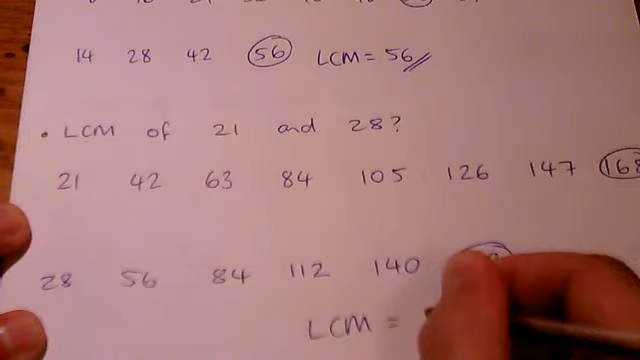 14 28 42 56 LCM = 56
• LCM of 21 and 28?
21 42 63 84 105 126 147 168
28 56 84 112 140
LCM =